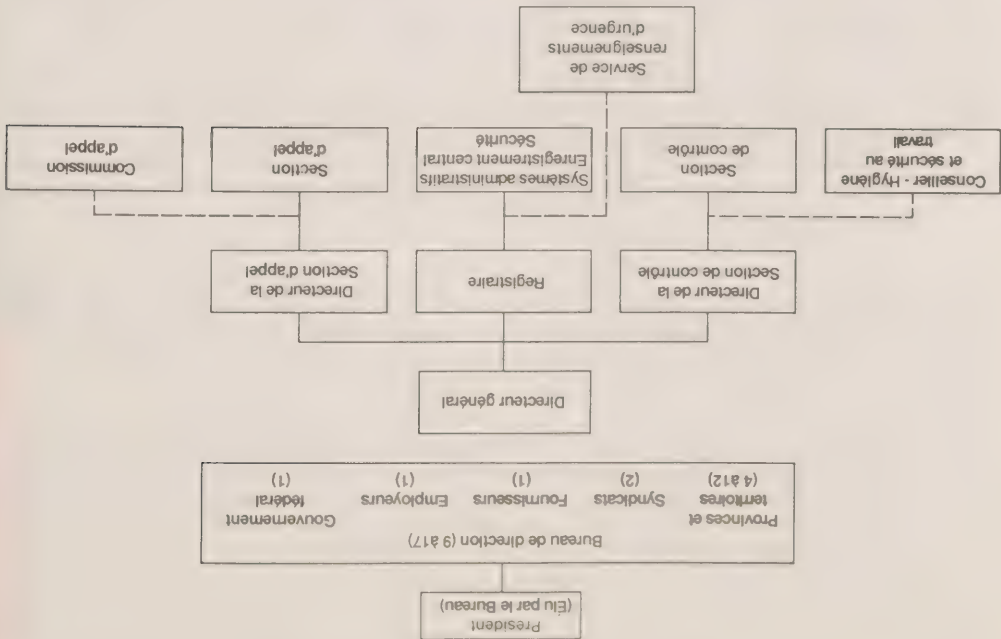 Président
(Élu par le Bureau)
Bureau de direction (9 à17)
Provinces et
territoires
(4 à12)
Syndicats
(2)
Fournisseurs
(1)
Employeurs
(1)
Gouvernement
fédéral
(1)
Directeur général
Directeur de la
Section de contrôle
Registraire
Directeur de la
Section d'appel
Conseiller - Hygiène
et sécurité au
travail
Section
de contrôle
Systèmes administratifs
Enregistrement central
Sécurité
Section
d'appel
Commission
d'appel
Service de
renseignements
d'urgence